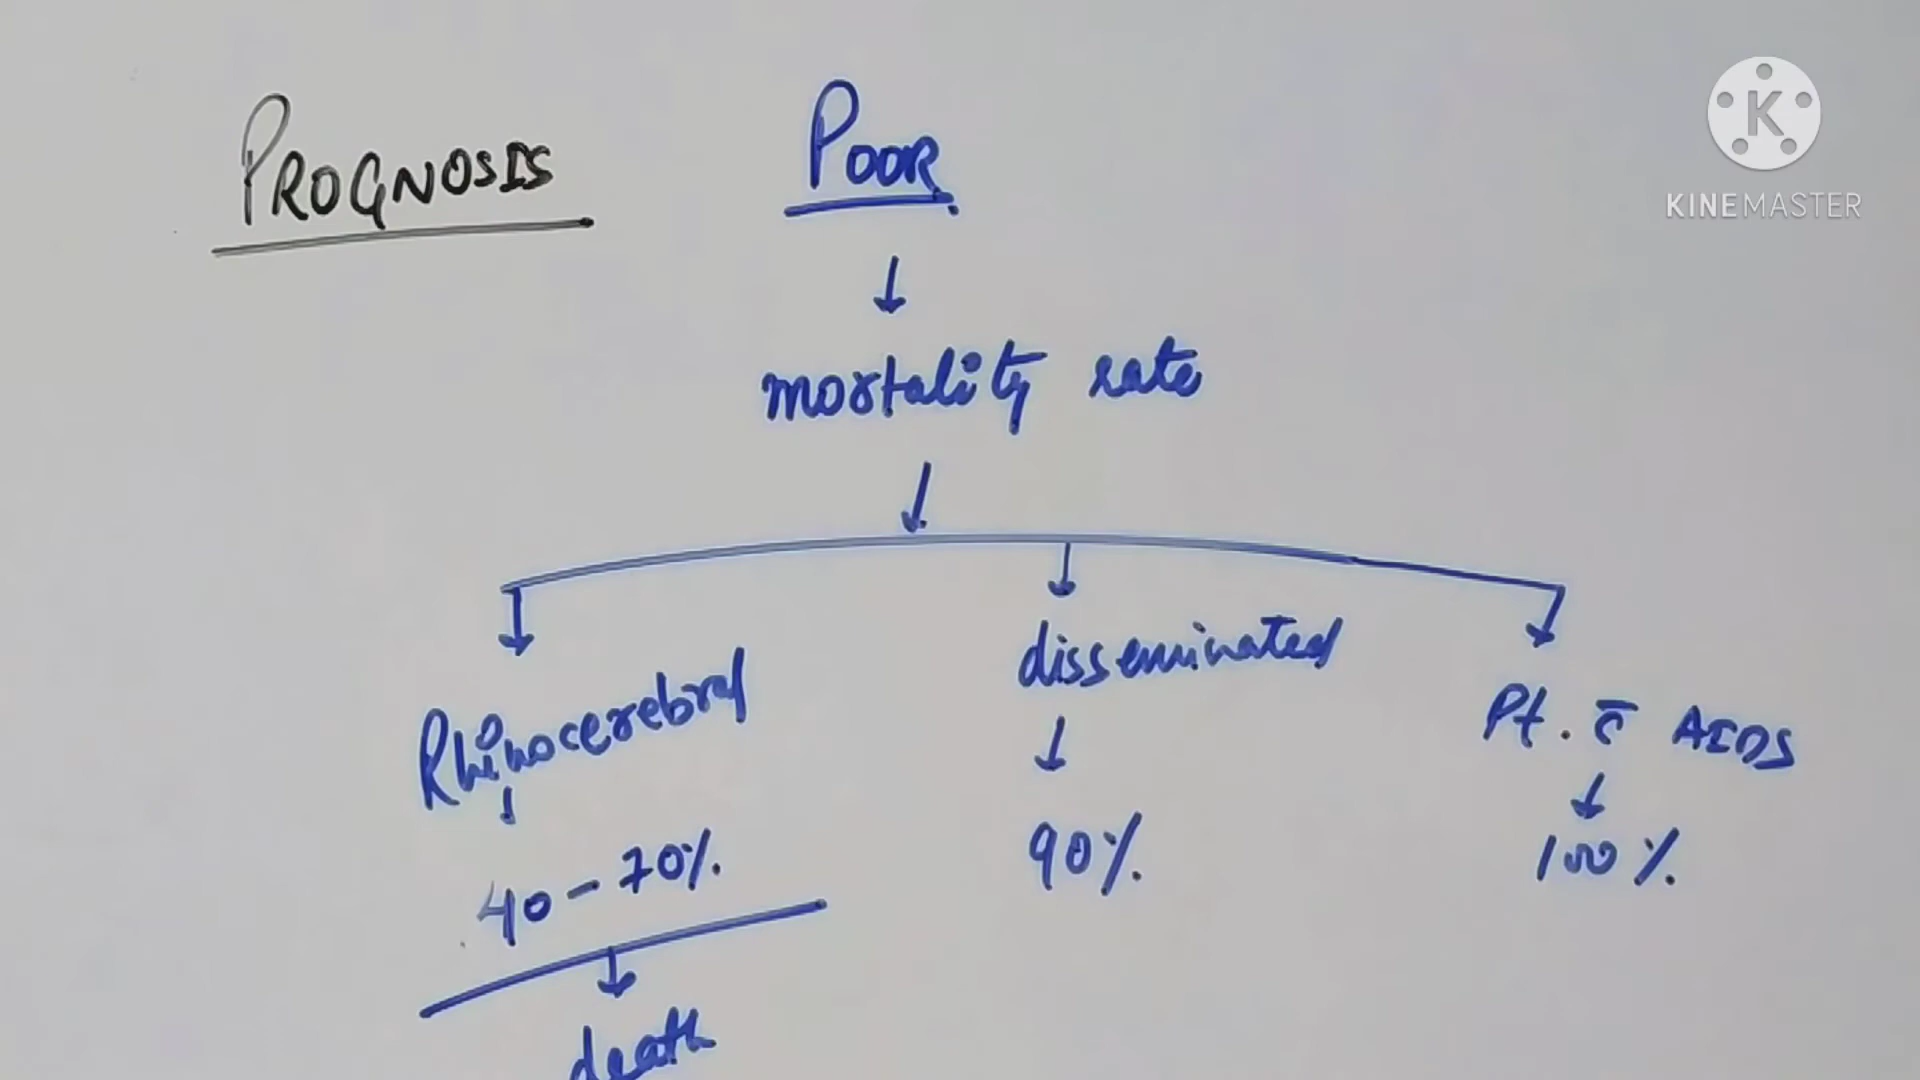 PROGNOSIS
POOR
mortality rate
Rhinocerebral
disseminated
Pt. c̄ AIDS
40 - 70%.
90%.
100%.
death
K
KINEMASTER